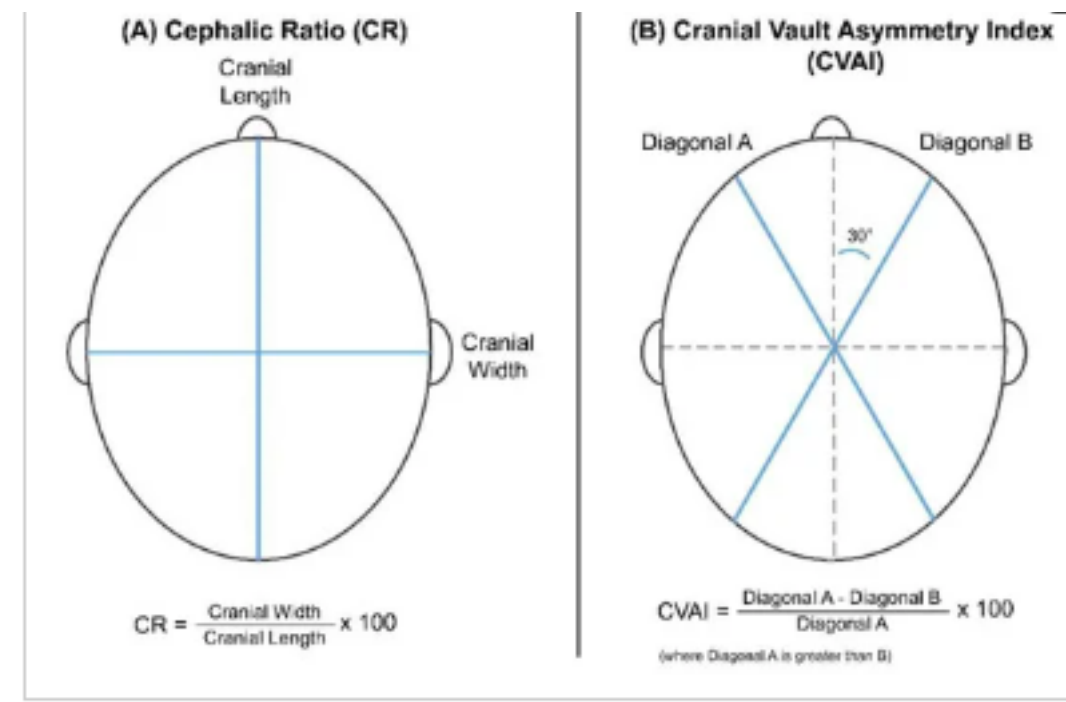 (A) Cephalic Ratio (CR)
Cranial
Length
Cranial
Width
CR = Cranial Width
Cranial Length
x 100
(B) Cranial Vault Asymmetry Index
(CVAI)
Diagonal A
Diagonal B
30°
CVAI = Diagonal A - Diagonal B
Diagonal A
x 100
(where Diagonal A is greater than B)